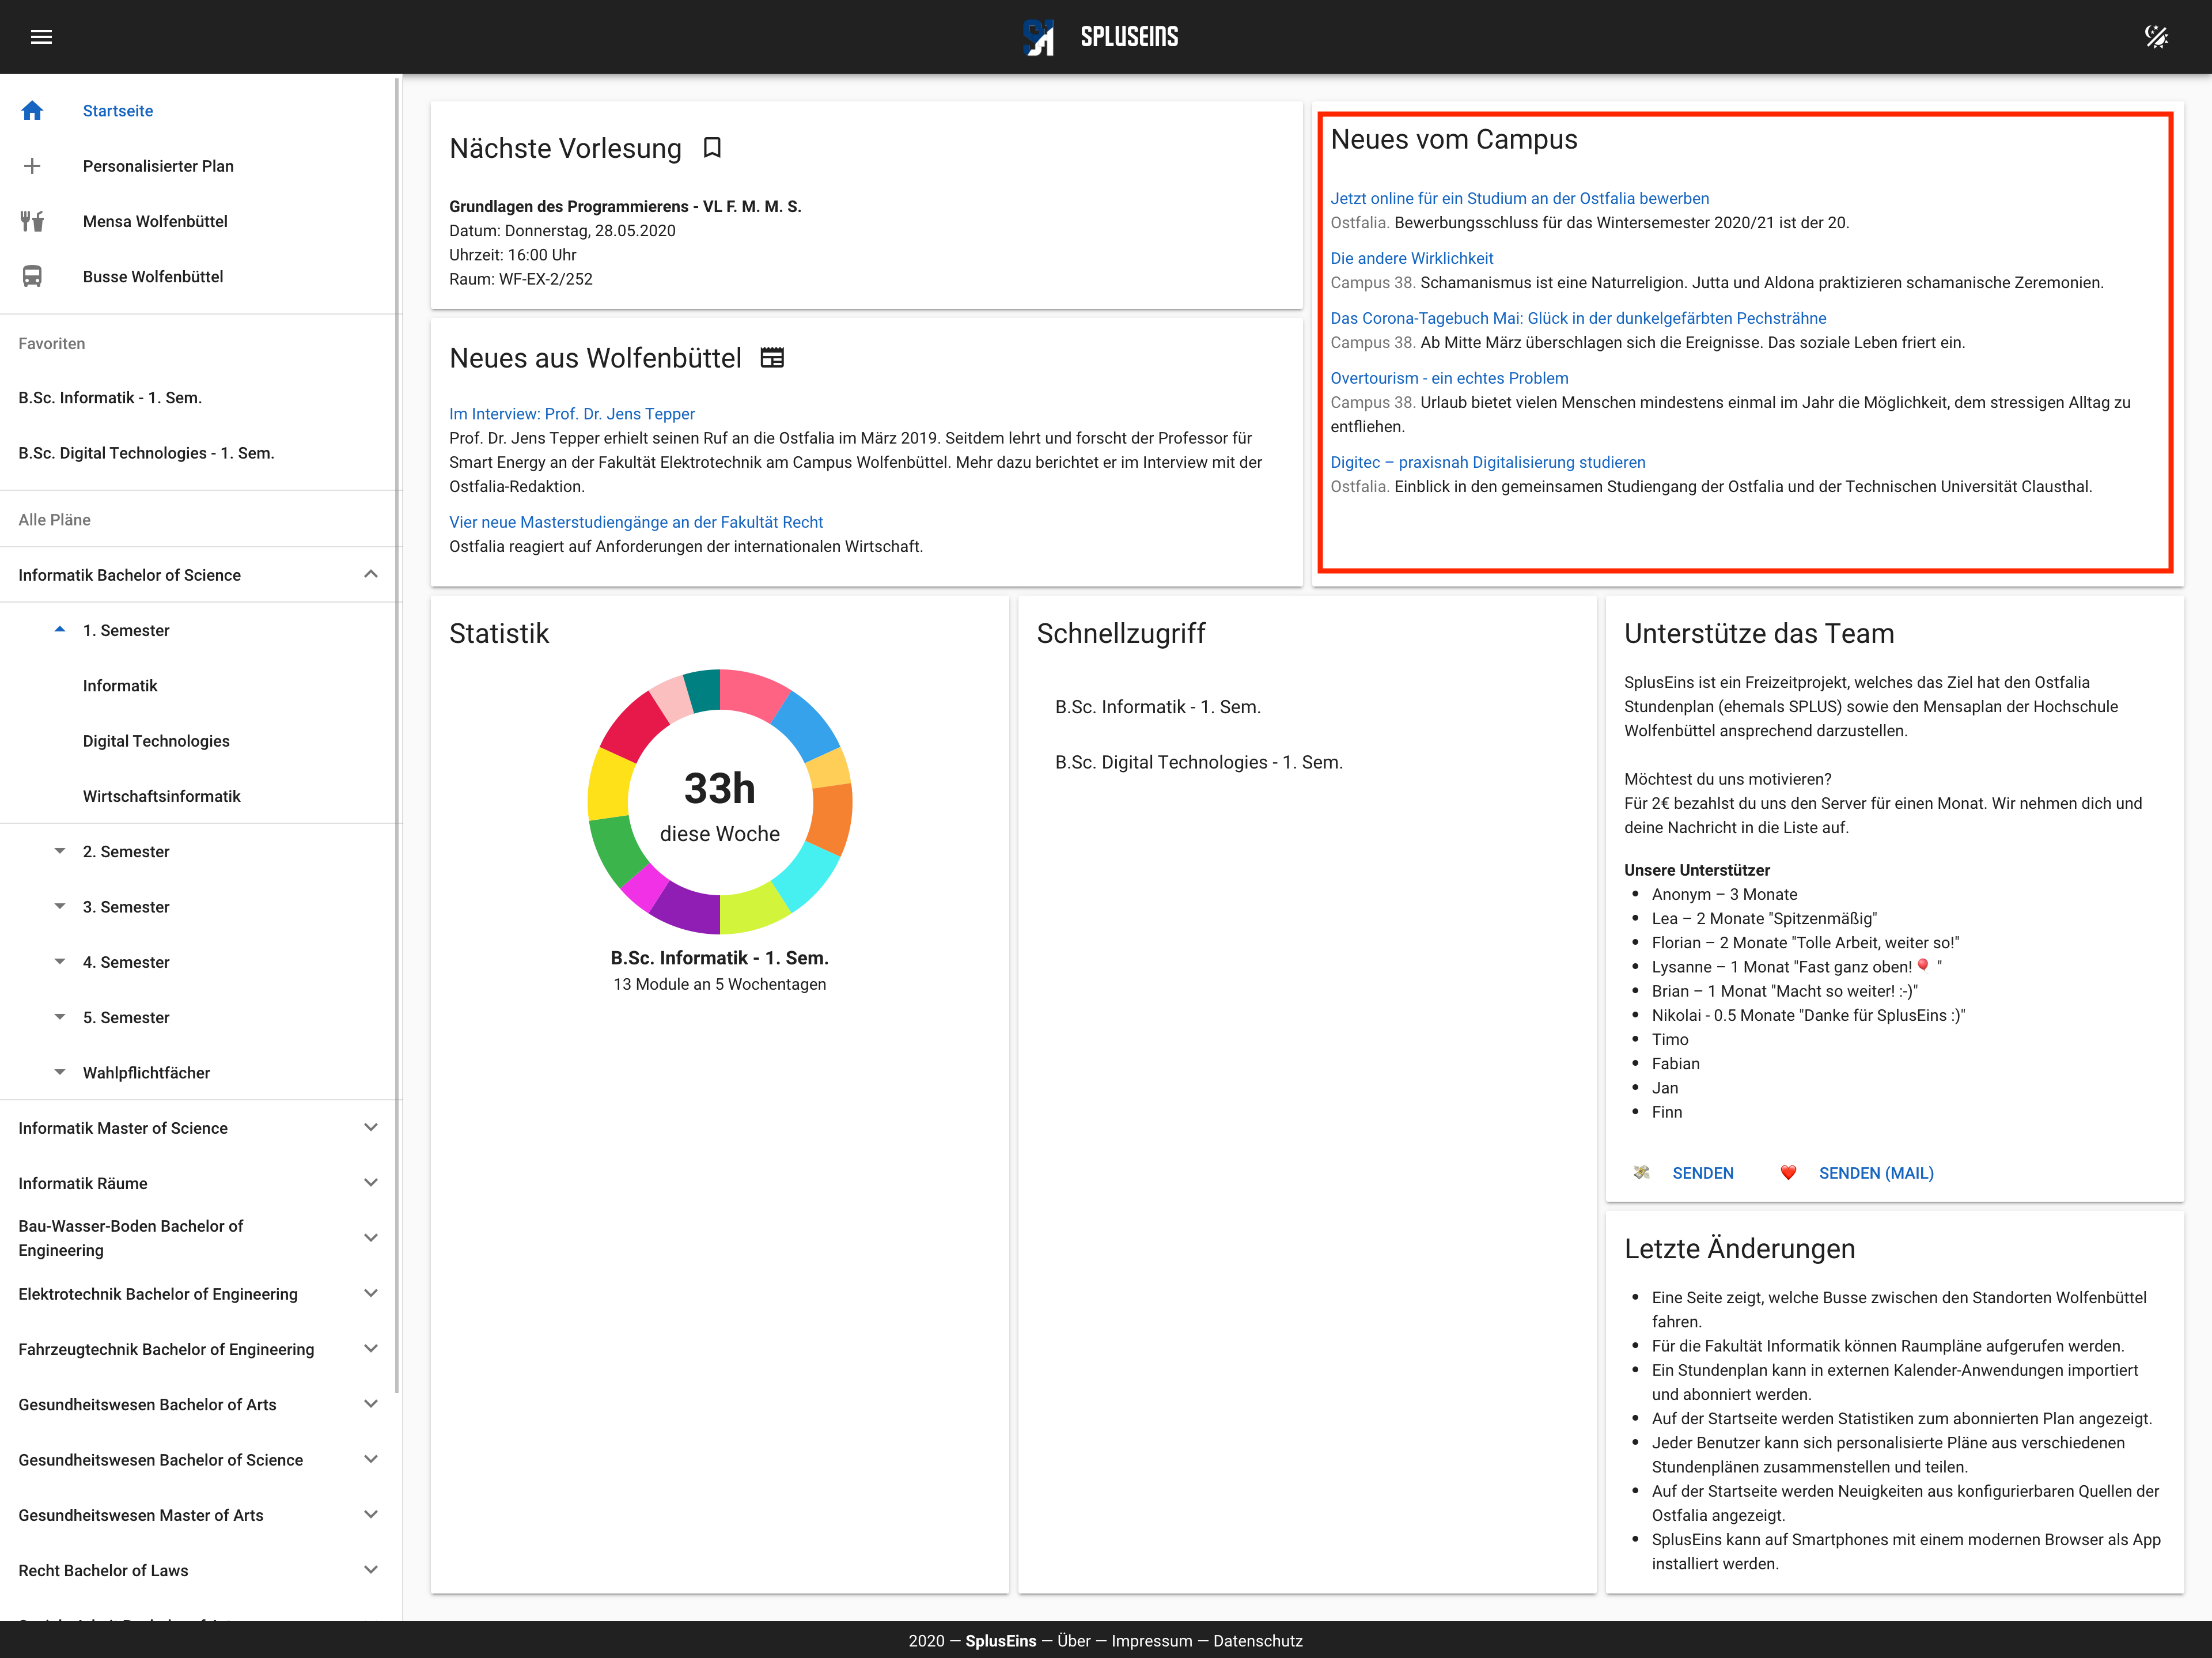 SPLUSEINS
Startseite
Personalisierter Plan
Mensa Wolfenbüttel
Busse Wolfenbüttel
Favoriten
B.Sc. Informatik - 1. Sem.
B.Sc. Digital Technologies - 1. Sem.
Alle Pläne
Informatik Bachelor of Science
1. Semester
Informatik
Digital Technologies
Wirtschaftsinformatik
2. Semester
3. Semester
4. Semester
5. Semester
Wahlpflichtfächer
Informatik Master of Science
Informatik Räume
Bau-Wasser-Boden Bachelor of
Engineering
Elektrotechnik Bachelor of Engineering
Fahrzeugtechnik Bachelor of Engineering
Gesundheitswesen Bachelor of Arts
Gesundheitswesen Bachelor of Science
Gesundheitswesen Master of Arts
Recht Bachelor of Laws
Nächste Vorlesung
Grundlagen des Programmierens - VL F. M. M. S.
Datum: Donnerstag, 28.05.2020
Uhrzeit: 16:00 Uhr
Raum: WF-EX-2/252
Neues aus Wolfenbüttel
Im Interview: Prof. Dr. Jens Tepper
Prof. Dr. Jens Tepper erhielt seinen Ruf an die Ostfalia im März 2019. Seitdem lehrt und forscht der Professor für
Smart Energy an der Fakultät Elektrotechnik am Campus Wolfenbüttel. Mehr dazu berichtet er im Interview mit der
Ostfalia-Redaktion.
Vier neue Masterstudiengänge an der Fakultät Recht
Ostfalia reagiert auf Anforderungen der internationalen Wirtschaft.
Neues vom Campus
Jetzt online für ein Studium an der Ostfalia bewerben
Ostfalia. Bewerbungsschluss für das Wintersemester 2020/21 ist der 20.
Die andere Wirklichkeit
Campus 38. Schamanismus ist eine Naturreligion. Jutta und Aldona praktizieren schamanische Zeremonien.
Das Corona-Tagebuch Mai: Glück in der dunkelgefärbten Pechsträhne
Campus 38. Ab Mitte März überschlagen sich die Ereignisse. Das soziale Leben friert ein.
Overtourism - ein echtes Problem
Campus 38. Urlaub bietet vielen Menschen mindestens einmal im Jahr die Möglichkeit, dem stressigen Alltag zu
entfliehen.
Digitec – praxisnah Digitalisierung studieren
Ostfalia. Einblick in den gemeinsamen Studiengang der Ostfalia und der Technischen Universität Clausthal.
Statistik
33h
diese Woche
B.Sc. Informatik - 1. Sem.
13 Module an 5 Wochentagen
Schnellzugriff
B.Sc. Informatik - 1. Sem.
B.Sc. Digital Technologies - 1. Sem.
Unterstütze das Team
SplusEins ist ein Freizeitprojekt, welches das Ziel hat den Ostfalia
Stundenplan (ehemals SPLUS) sowie den Mensaplan der Hochschule
Wolfenbüttel ansprechend darzustellen.
Möchtest du uns motivieren?
Für 2€ bezahlst du uns den Server für einen Monat. Wir nehmen dich und
deine Nachricht in die Liste auf.
Unsere Unterstützer
• Anonym – 3 Monate
• Lea – 2 Monate "Spitzenmäßig"
• Florian – 2 Monate "Tolle Arbeit, weiter so!"
• Lysanne – 1 Monat "Fast ganz oben! 🎈 "
• Brian – 1 Monat "Macht so weiter! :-)"
• Nikolai - 0.5 Monate "Danke für SplusEins :)"
• Timo
• Fabian
• Jan
• Finn
💸 SENDEN ❤️ SENDEN (MAIL)
Letzte Änderungen
• Eine Seite zeigt, welche Busse zwischen den Standorten Wolfenbüttel
fahren.
• Für die Fakultät Informatik können Raumpläne aufgerufen werden.
• Ein Stundenplan kann in externen Kalender-Anwendungen importiert
und abonniert werden.
• Auf der Startseite werden Statistiken zum abonnierten Plan angezeigt.
• Jeder Benutzer kann sich personalisierte Pläne aus verschiedenen
Stundenplänen zusammenstellen und teilen.
• Auf der Startseite werden Neuigkeiten aus konfigurierbaren Quellen der
Ostfalia angezeigt.
• SplusEins kann auf Smartphones mit einem modernen Browser als App
installiert werden.
2020 — SplusEins — Über — Impressum — Datenschutz